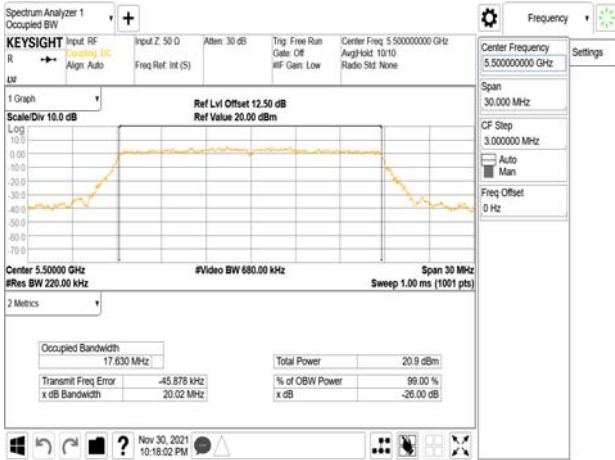 Spectrum Analyzer 1
Occupied BW
+
Frequency
KEYSIGHT
R
LXI
Input: RF
Coupling: DC
Align: Auto
Input Z: 50 Ω
Freq Ref: Int (S)
Atten: 30 dB
Trig: Free Run
Gate: Off
#IF Gain: Low
Center Freq: 5.500000000 GHz
Avg|Hold: 10/10
Radio Std: None
Center Frequency
5.500000000 GHz
Settings
Span
30.000 MHz
CF Step
3.000000 MHz
Auto
Man
Freq Offset
0 Hz
1 Graph
Scale/Div 10.0 dB
Ref Lvl Offset 12.50 dB
Ref Value 20.00 dBm
Log
10.0
0.00
-10.0
-20.0
-30.0
-40.0
-50.0
-60.0
-70.0
Center 5.50000 GHz
#Res BW 220.00 kHz
#Video BW 680.00 kHz
Span 30 MHz
Sweep 1.00 ms (1001 pts)
2 Metrics
Occupied Bandwidth
17.630 MHz
Total Power 20.9 dBm
Transmit Freq Error -45.878 kHz
% of OBW Power 99.00 %
x dB Bandwidth 20.02 MHz
x dB -26.00 dB
?
Nov 30, 2021
10:18:02 PM